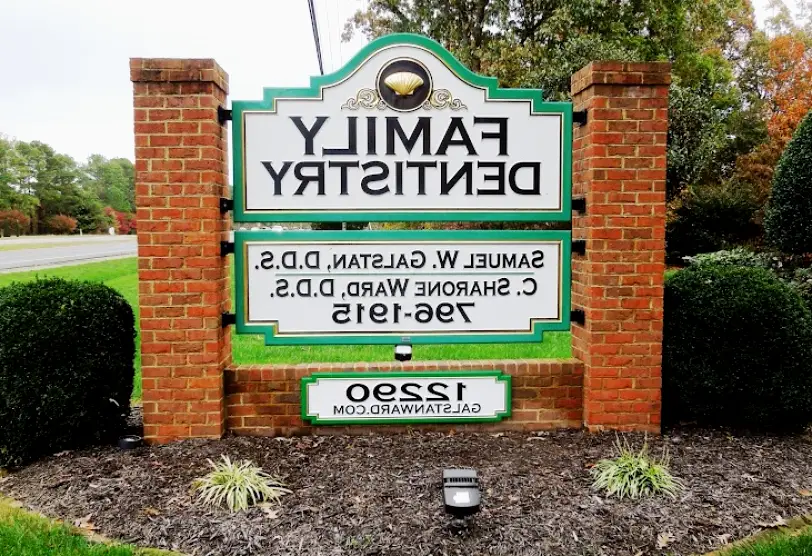 FAMILY
DENTISTRY
SAMUEL W. GALSTAN, D.D.S.
C. SHARONE WARD, D.D.S.
796-1915
12290
GALSTANWARD.COM